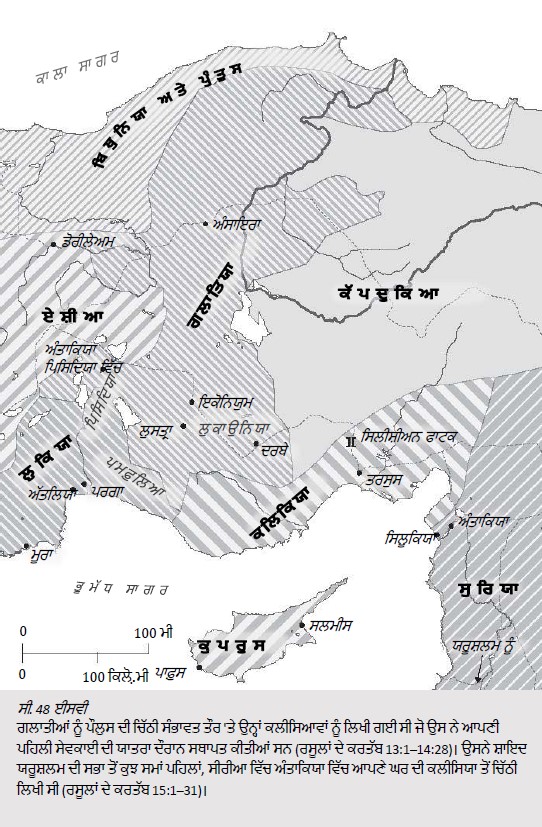 ਕਾਲਾ ਸਾਗਰ
ਬਿਥੁਨਿਯਾ ਅਤੇ ਪੁੰਤੁਸ
ਅੰਸਾਇਰਾ
ਡੋਰੀਲੇਅਮ
ਗਲਾਤਿਯਾ
ਕੱਪਦੁਕਿਆ
ਏਸ਼ੀਆ
ਅੰਤਾਕਿਯਾ
ਪਿਸਿਦਿਯਾ ਵਿੱਚ
ਪਿਸਿਦਿਯਾ
ਇਕੋਨਿਯੁਮ
ਲੁਸਤ੍ਰਾ
ਲੁਕਾਉਨਿਯਾ
ਦਰਬੇ
ਸਿਲੀਸੀਅਨ ਫਾਟਕ
ਲੁਕਿਯਾ
ਪਮਫੁਲਿਆ
ਤਰਸੁਸ
ਅੱਤਲਿਯਾ
ਪਰਗਾ
ਕਲਿਕਿਯਾ
ਅੰਤਾਕਿਯਾ
ਸਿਲੂਕਿਯਾ
ਮੂਰਾ
ਭੂਮੱਧ ਸਾਗਰ
ਸੁਰਿਯਾ
ਸਲਮੀਸ
ਕੁਪਰੁਸ
0 100 ਮੀ
0 100 ਕਿਲੋ.ਮੀ
ਪਾਫੁਸ
ਯਰੂਸ਼ਲਮ ਨੂੰ
ਸੀ. 48 ਈਸਵੀ
ਗਲਾਤੀਆਂ ਨੂੰ ਪੌਲੁਸ ਦੀ ਚਿੱਠੀ ਸੰਭਾਵਤ ਤੌਰ 'ਤੇ ਉਨ੍ਹਾਂ ਕਲੀਸਿਆਵਾਂ ਨੂੰ ਲਿਖੀ ਗਈ ਸੀ ਜੋ ਉਸ ਨੇ ਆਪਣੀ
ਪਹਿਲੀ ਸੇਵਕਾਈ ਦੀ ਯਾਤਰਾ ਦੌਰਾਨ ਸਥਾਪਤ ਕੀਤੀਆਂ ਸਨ (ਰਸੂਲਾਂ ਦੇ ਕਰਤੱਬ 13:1–14:28)। ਉਸਨੇ ਸ਼ਾਇਦ
ਯਰੂਸ਼ਲਮ ਦੀ ਸਭਾ ਤੋਂ ਕੁਝ ਸਮਾਂ ਪਹਿਲਾਂ, ਸੀਰੀਆ ਵਿੱਚ ਅੰਤਾਕਿਯਾ ਵਿੱਚ ਆਪਣੇ ਘਰ ਦੀ ਕਲੀਸਿਯਾ ਤੋਂ ਚਿੱਠੀ
ਲਿਖੀ ਸੀ (ਰਸੂਲਾਂ ਦੇ ਕਰਤੱਬ 15:1–31)।